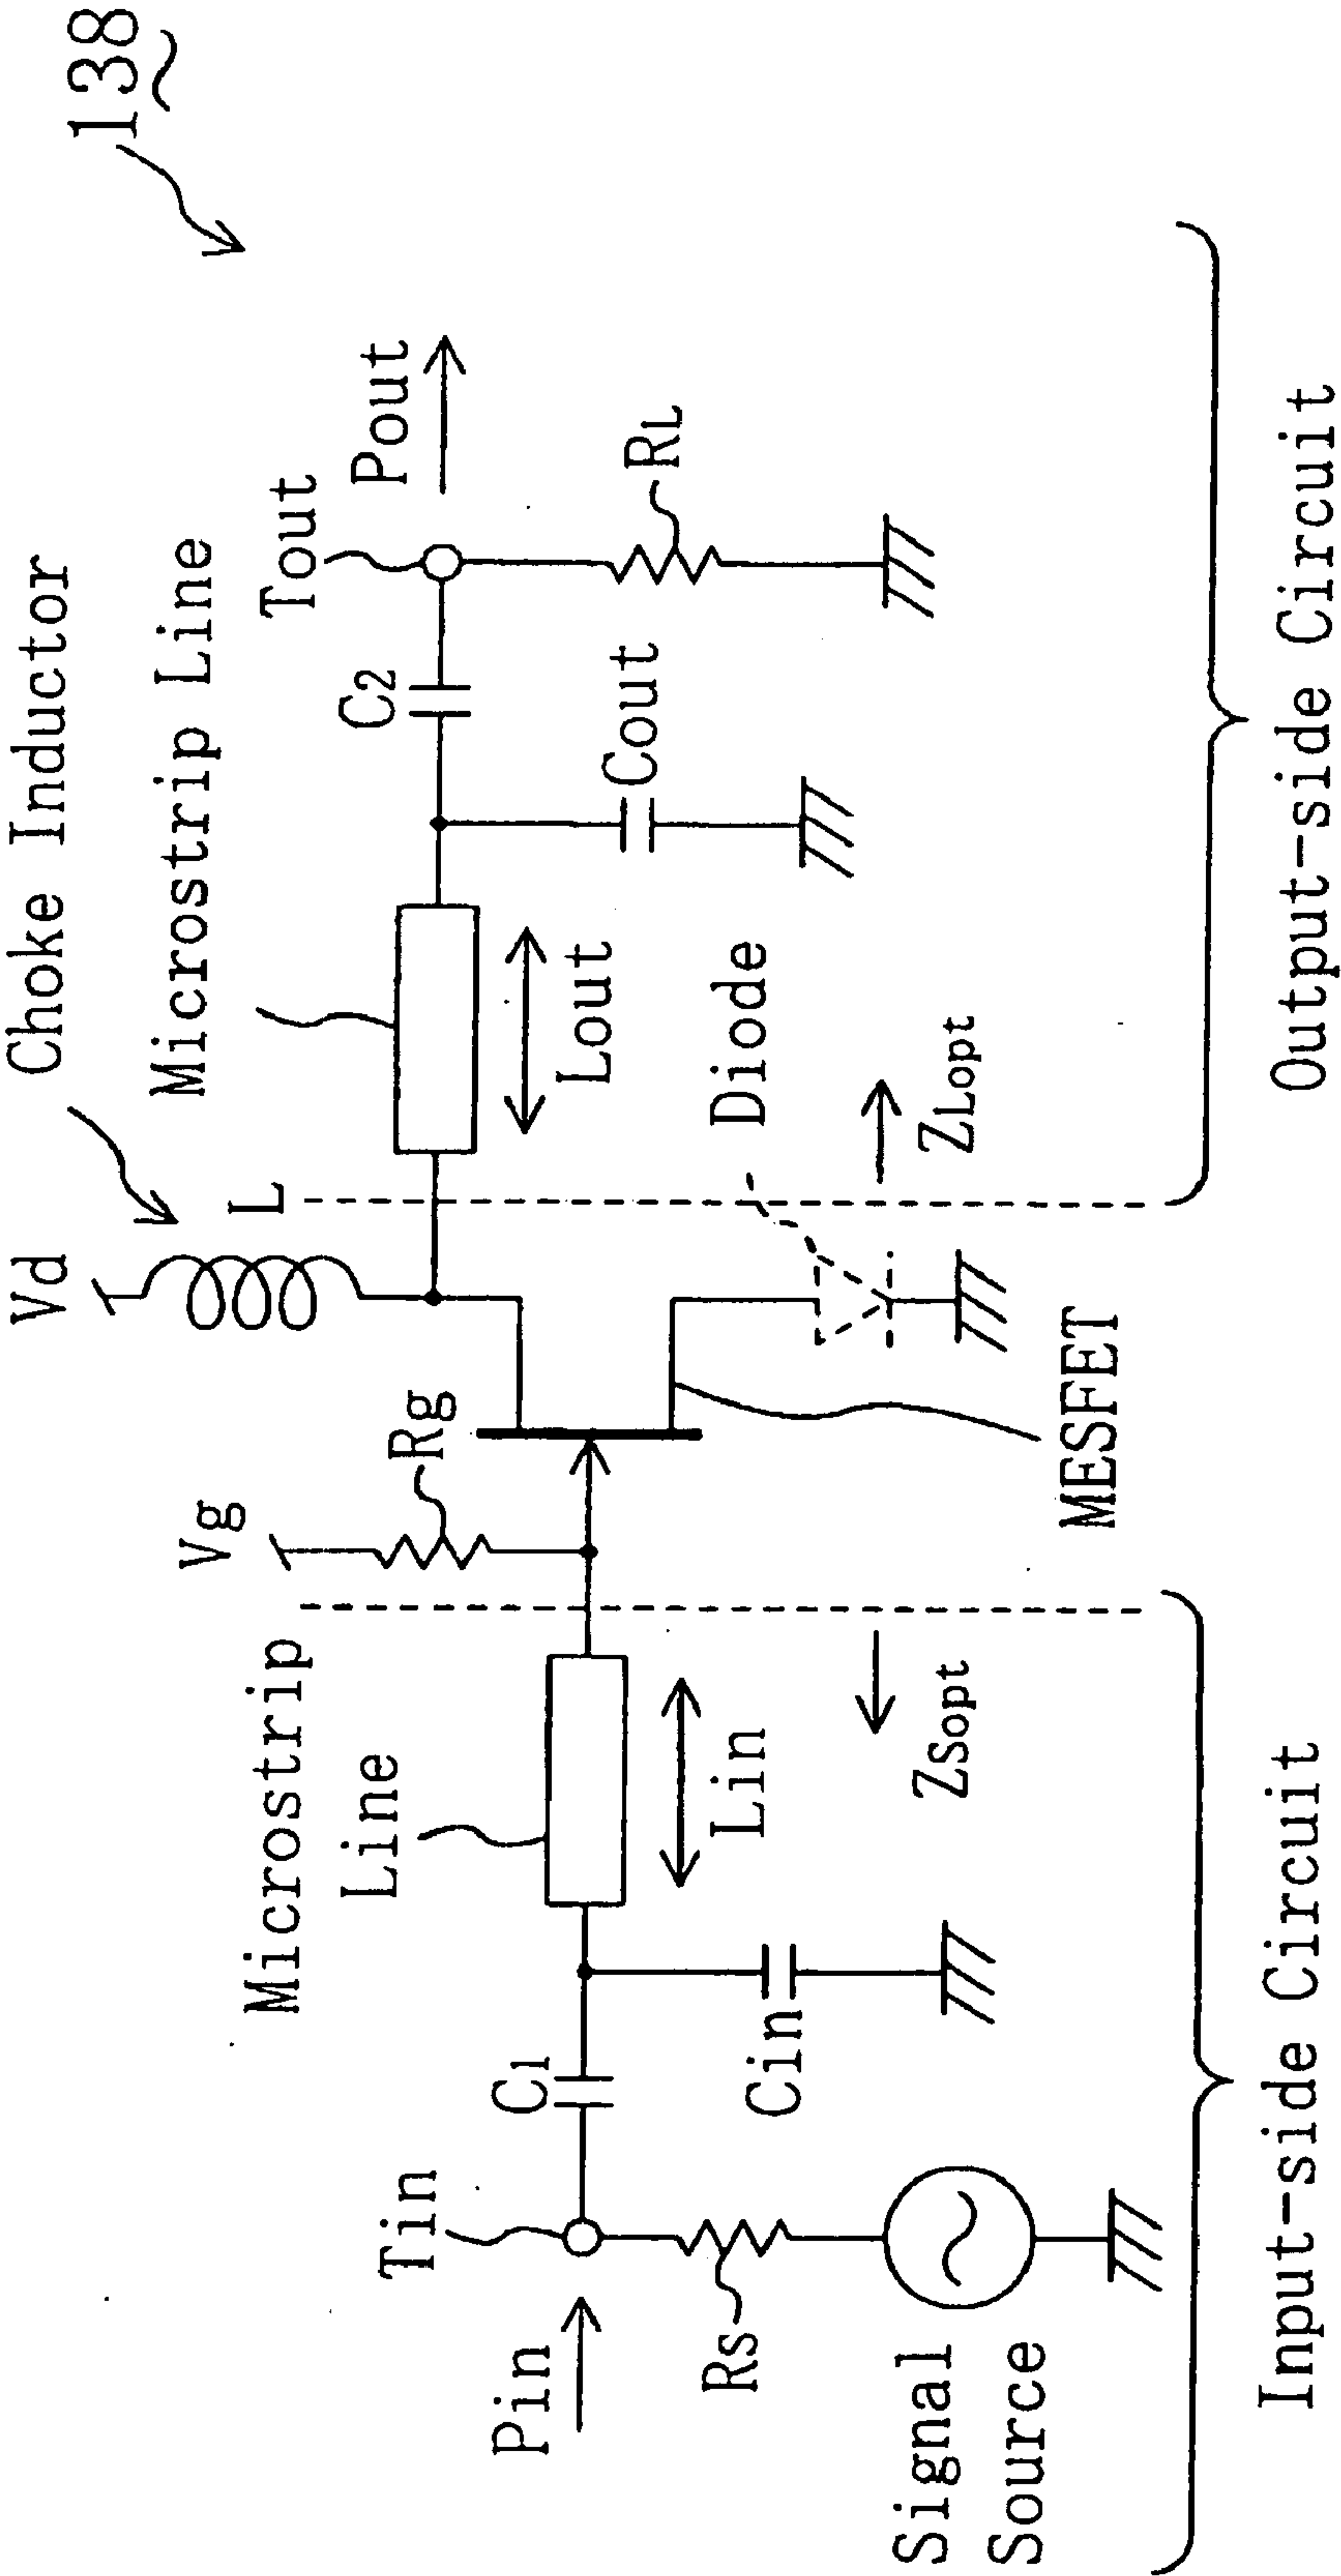 138
Choke Inductor
Vd
L
Microstrip Line
Tout
Pout
C2
RL
Lout
Cout
Vg
Rg
Microstrip
Line
Tin
Pin
C1
Lin
Cin
Rs
Signal
Source
Diode
ZSopt
ZLopt
MESFET
Input-side Circuit
Output-side Circuit